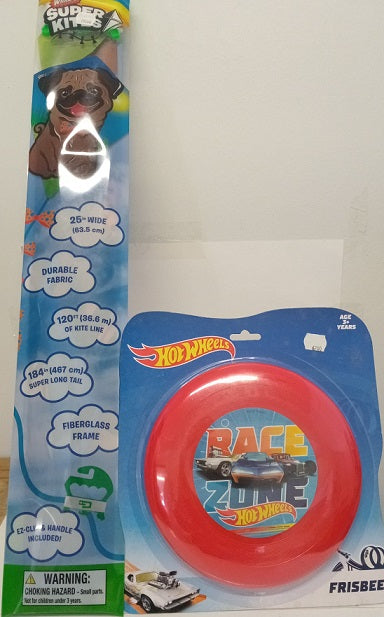 SUPER
KITES
25" WIDE
(63.5 cm)
DURABLE
FABRIC
120FT (36.6 m)
OF KITE LINE
184" (467 cm)
SUPER LONG TAIL
FIBERGLASS
FRAME
EZ-CLIP & HANDLE
INCLUDED!
WARNING:
CHOKING HAZARD - Small parts.
Not for children under 3 years.
HOT WHEELS
AGE
3+
YEARS
RACE
ZONE
HOT WHEELS
FRISBEE